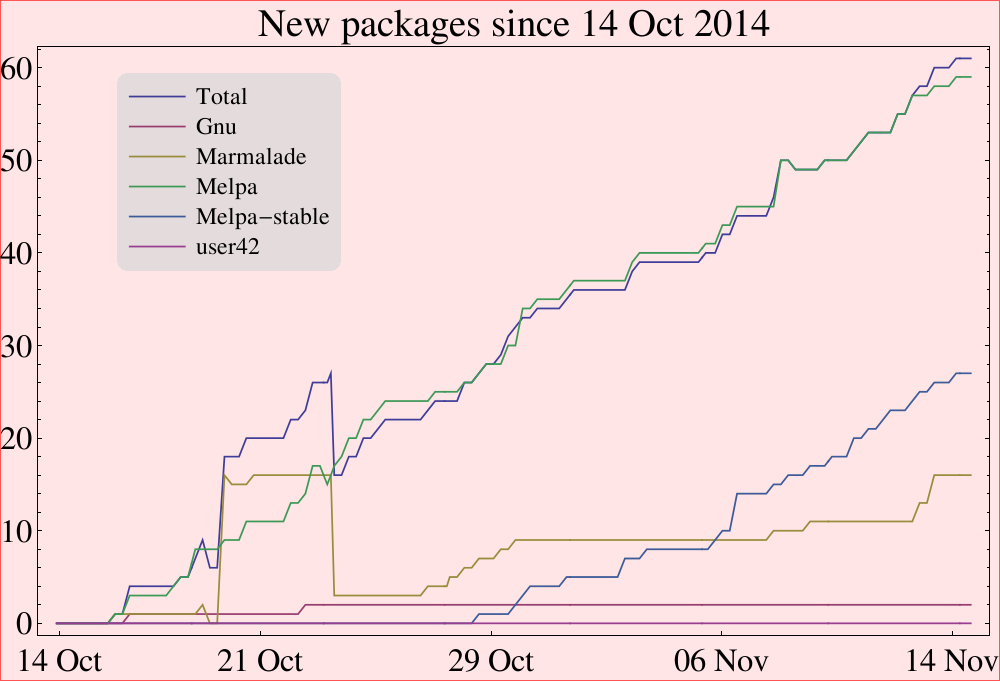 New packages since 14 Oct 2014
60
50
40
30
20
10
0
Total
Gnu
Marmalade
Melpa
Melpa−stable
user42
14 Oct 21 Oct 29 Oct 06 Nov 14 Nov